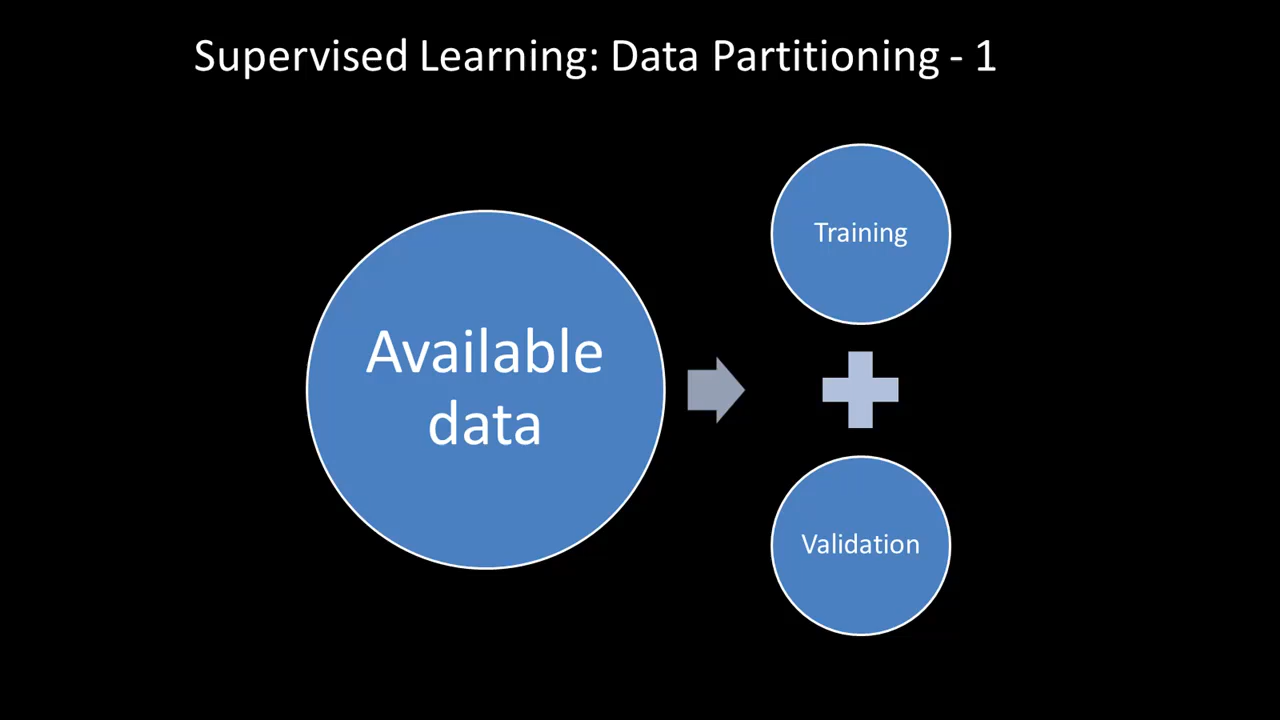 Supervised Learning: Data Partitioning - 1
Available
data
Training
Validation